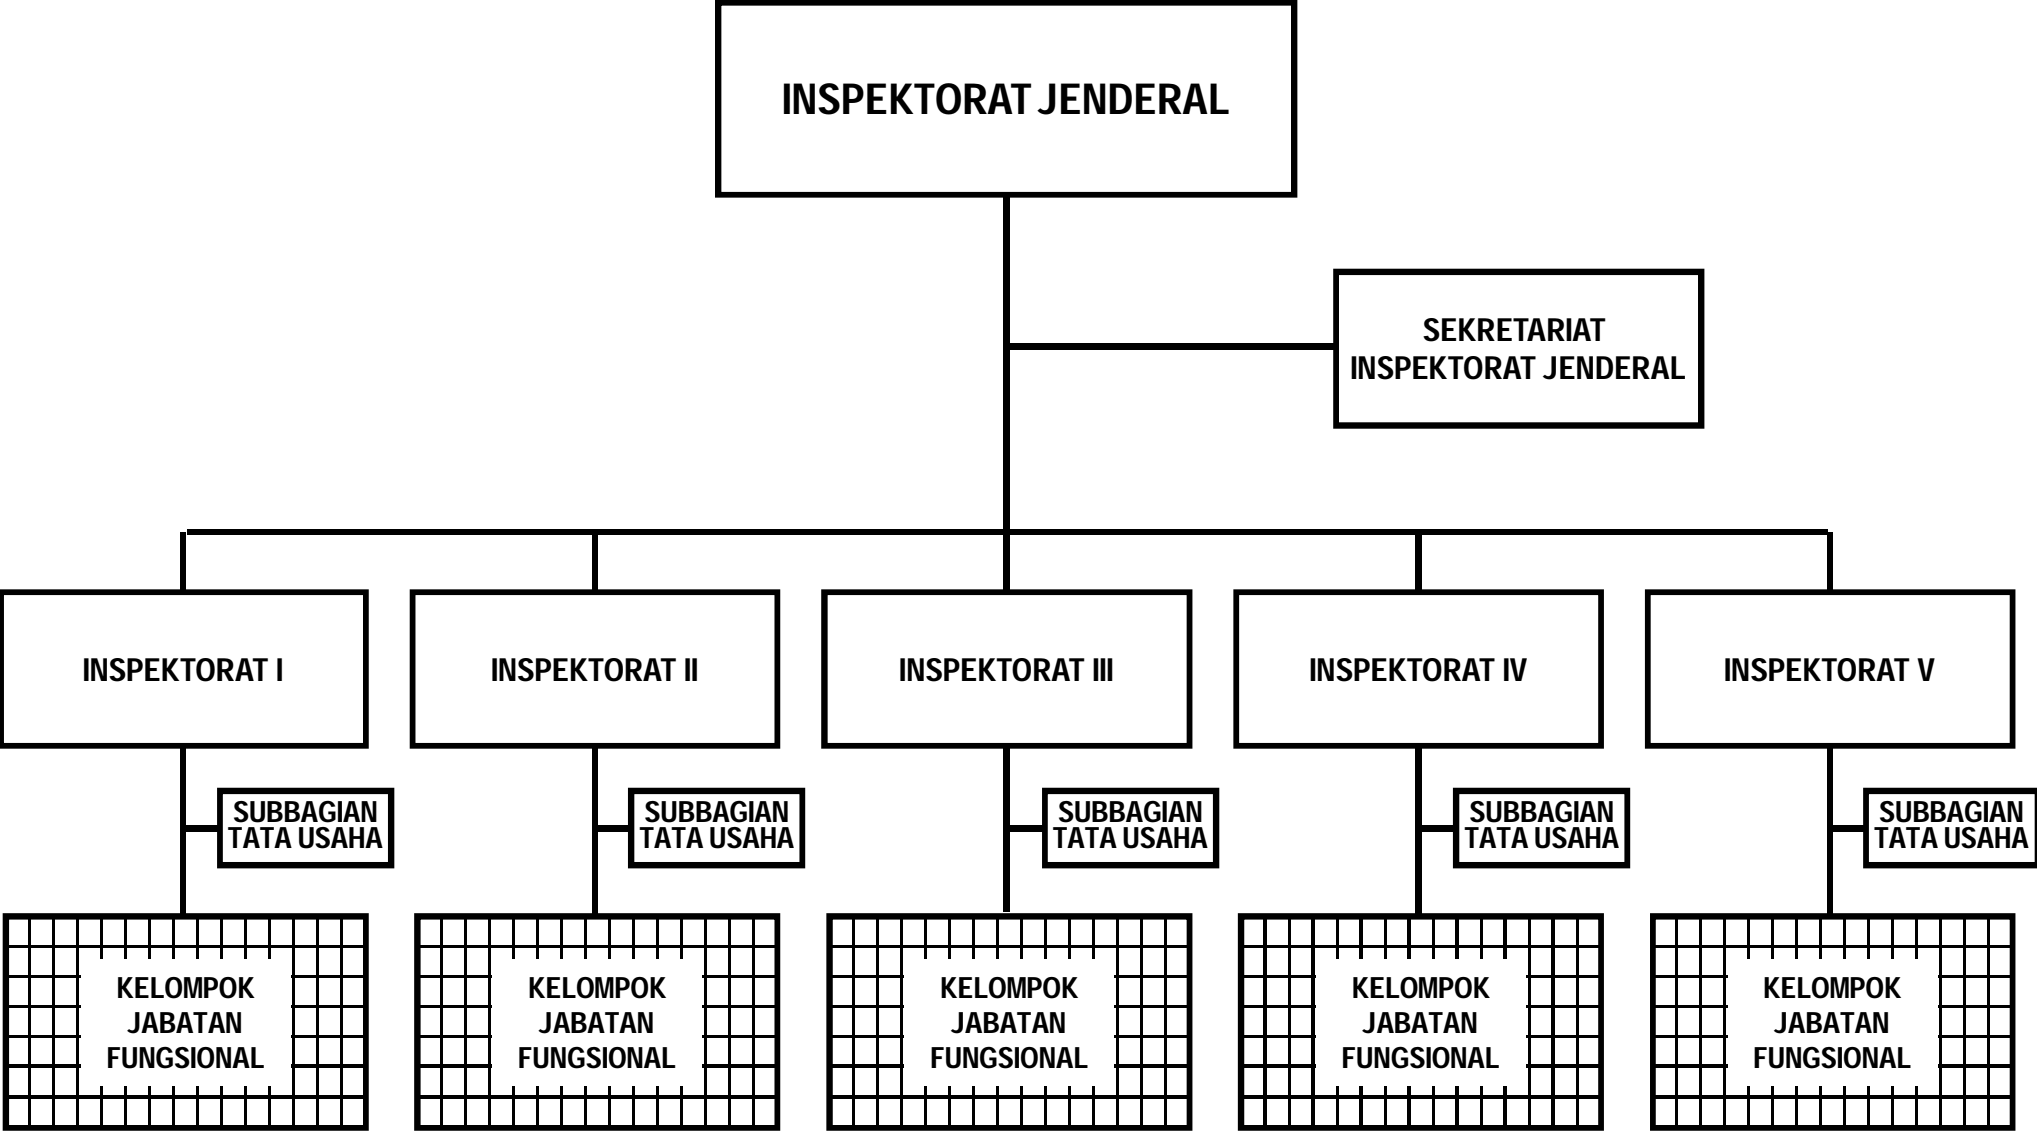 INSPEKTORAT JENDERAL
SEKRETARIAT
INSPEKTORAT JENDERAL
INSPEKTORAT I
INSPEKTORAT II
INSPEKTORAT III
INSPEKTORAT IV
INSPEKTORAT V
SUBBAGIAN
TATA USAHA
SUBBAGIAN
TATA USAHA
SUBBAGIAN
TATA USAHA
SUBBAGIAN
TATA USAHA
SUBBAGIAN
TATA USAHA
KELOMPOK
JABATAN
FUNGSIONAL
KELOMPOK
JABATAN
FUNGSIONAL
KELOMPOK
JABATAN
FUNGSIONAL
KELOMPOK
JABATAN
FUNGSIONAL
KELOMPOK
JABATAN
FUNGSIONAL